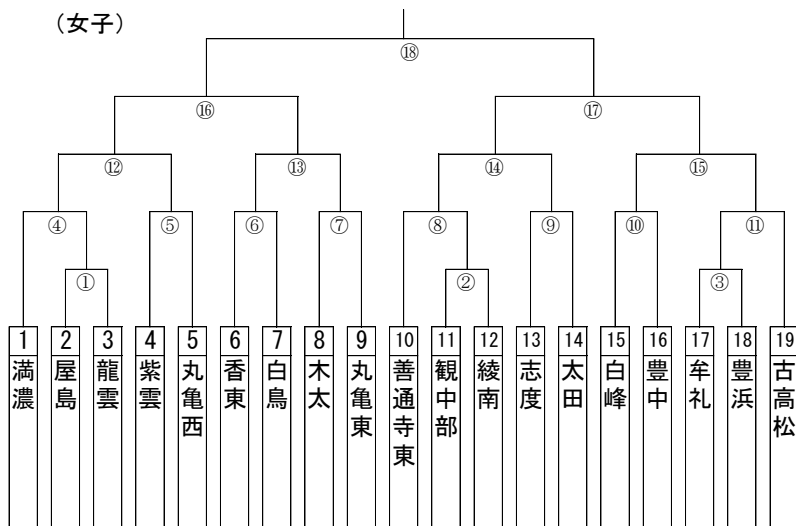 （女子）
⑱
⑯ ⑰
⑫ ⑬ ⑭ ⑮
④ ⑤ ⑥ ⑦ ⑧ ⑨ ⑩ ⑪
① ② ③
1 2 3 4 5 6 7 8 9 10 11 12 13 14 15 16 17 18 19
満濃
屋島
龍雲
紫雲
丸亀西
香東
白鳥
木太
丸亀東
善通寺東
観中部
綾南
志度
太田
白峰
豊中
牟礼
豊浜
古高松